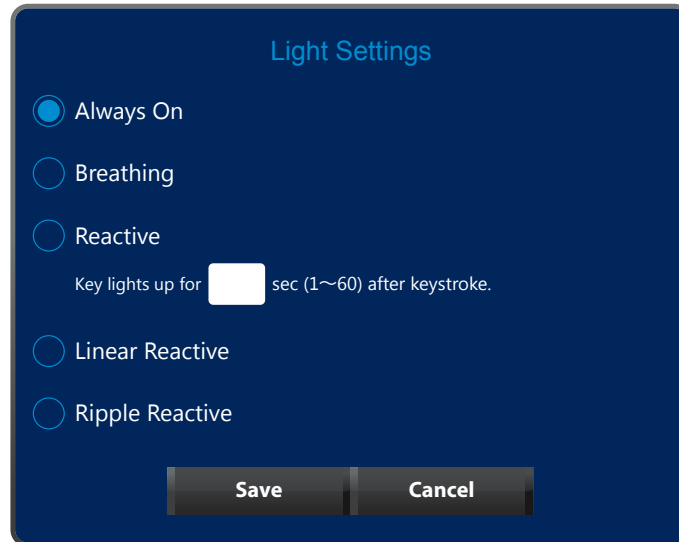 Light Settings
Always On
Breathing
Reactive
Key lights up for sec (1～60) after keystroke.
Linear Reactive
Ripple Reactive
Save Cancel